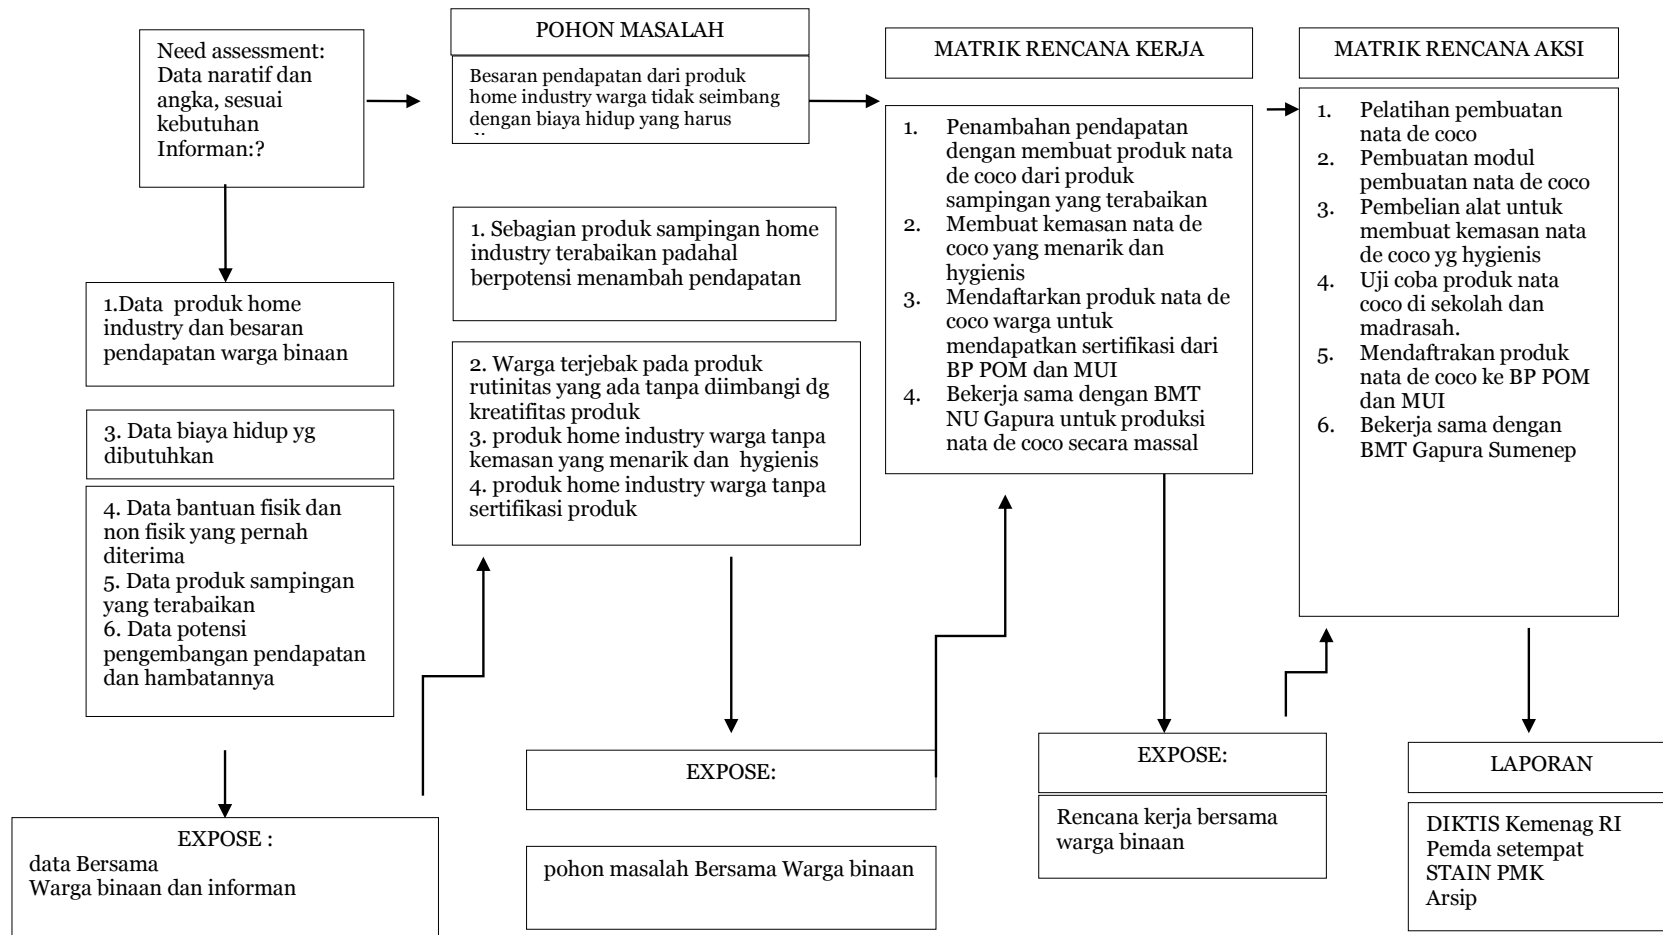 Need assessment:
Data naratif dan
angka, sesuai
kebutuhan
Informan:?
1.Data produk home
industry dan besaran
pendapatan warga binaan
3. Data biaya hidup yg
dibutuhkan
4. Data bantuan fisik dan
non fisik yang pernah
diterima
5. Data produk sampingan
yang terabaikan
6. Data potensi
pengembangan pendapatan
dan hambatannya
EXPOSE :
data Bersama
Warga binaan dan informan
POHON MASALAH
Besaran pendapatan dari produk
home industry warga tidak seimbang
dengan biaya hidup yang harus
1. Sebagian produk sampingan home
industry terabaikan padahal
berpotensi menambah pendapatan
2. Warga terjebak pada produk
rutinitas yang ada tanpa diimbangi dg
kreatifitas produk
3. produk home industry warga tanpa
kemasan yang menarik dan hygienis
4. produk home industry warga tanpa
sertifikasi produk
EXPOSE:
pohon masalah Bersama Warga binaan
MATRIK RENCANA KERJA
1. Penambahan pendapatan
dengan membuat produk nata
de coco dari produk
sampingan yang terabaikan
2. Membuat kemasan nata de
coco yang menarik dan
hygienis
3. Mendaftarkan produk nata de
coco warga untuk
mendapatkan sertifikasi dari
BP POM dan MUI
4. Bekerja sama dengan BMT
NU Gapura untuk produksi
nata de coco secara massal
EXPOSE:
Rencana kerja bersama
warga binaan
MATRIK RENCANA AKSI
1. Pelatihan pembuatan
nata de coco
2. Pembuatan modul
pembuatan nata de coco
3. Pembelian alat untuk
membuat kemasan nata
de coco yg hygienis
4. Uji coba produk nata de
coco di sekolah dan
madrasah.
5. Mendaftrakan produk
nata de coco ke BP POM
dan MUI
6. Bekerja sama dengan
BMT Gapura Sumenep
LAPORAN
DIKTIS Kemenag RI
Pemda setempat
STAIN PMK
Arsip